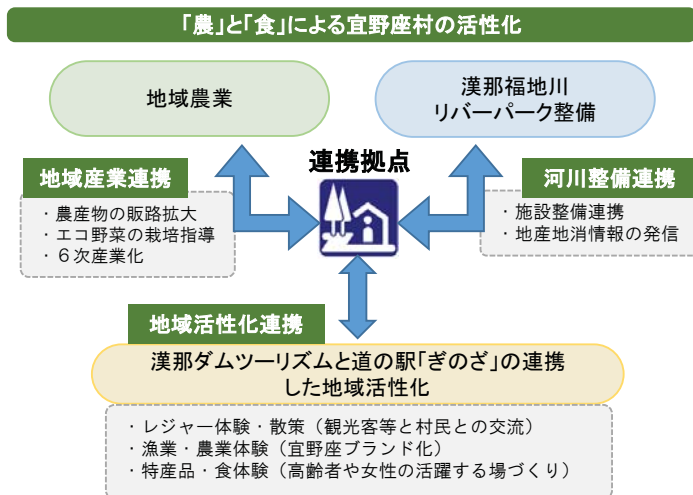 「農」と「食」による宜野座村の活性化
地域農業
漢那福地川
リバーパーク整備
連携拠点
地域産業連携
・農産物の販路拡大
・エコ野菜の栽培指導
・６次産業化
河川整備連携
・施設整備連携
・地産地消情報の発信
地域活性化連携
漢那ダムツーリズムと道の駅「ぎのざ」の連携
した地域活性化
・レジャー体験・散策（観光客等と村民との交流）
・漁業・農業体験（宜野座ブランド化）
・特産品・食体験（高齢者や女性の活躍する場づくり）